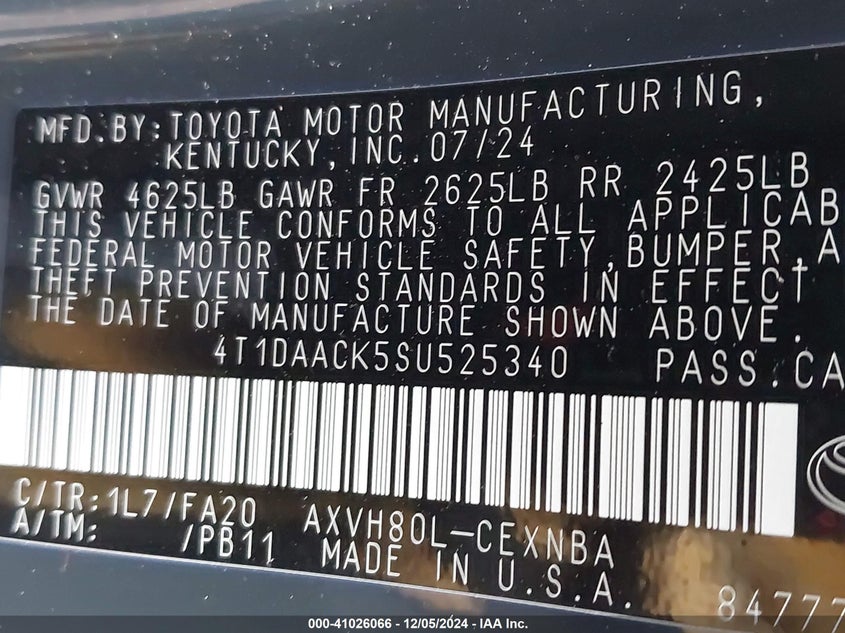 MFD. BY: TOYOTA MOTOR MANUFACTURING,
KENTUCKY, INC. 07/24
GVWR 4625LB GAWR FR 2625LB RR 2425LB
THIS VEHICLE CONFORMS TO ALL APPLICAB
FEDERAL MOTOR VEHICLE SAFETY, BUMPER, A
THEFT PREVENTION STANDARDS IN EFFECT
THE DATE OF MANUFACTURE SHOWN ABOVE.
4T1DAACK5SU525340 PASS. CA
C/TR: 1L7/FA20 AXVH80L-CEXNBA
A/TM: /PB11 MADE IN U.S.A. 84777
000-41026066 - 12/05/2024 - IAA Inc.